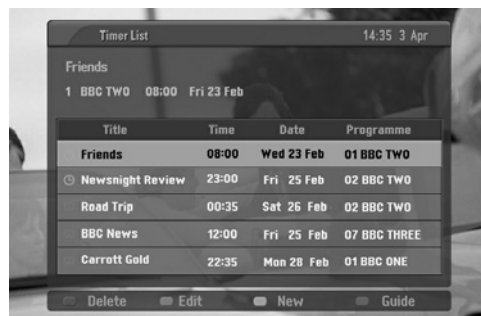 Timer List 14:35 3 Apr
Friends
1 BBC TWO 08:00 Fri 23 Feb
Title Time Date Programme
Friends 08:00 Wed 23 Feb 01 BBC TWO
Newsnight Review 23:00 Fri 25 Feb 02 BBC TWO
Road Trip 00:35 Sat 26 Feb 02 BBC TWO
BBC News 12:00 Fri 25 Feb 07 BBC THREE
Carrott Gold 22:35 Mon 28 Feb 01 BBC ONE
Delete Edit New Guide